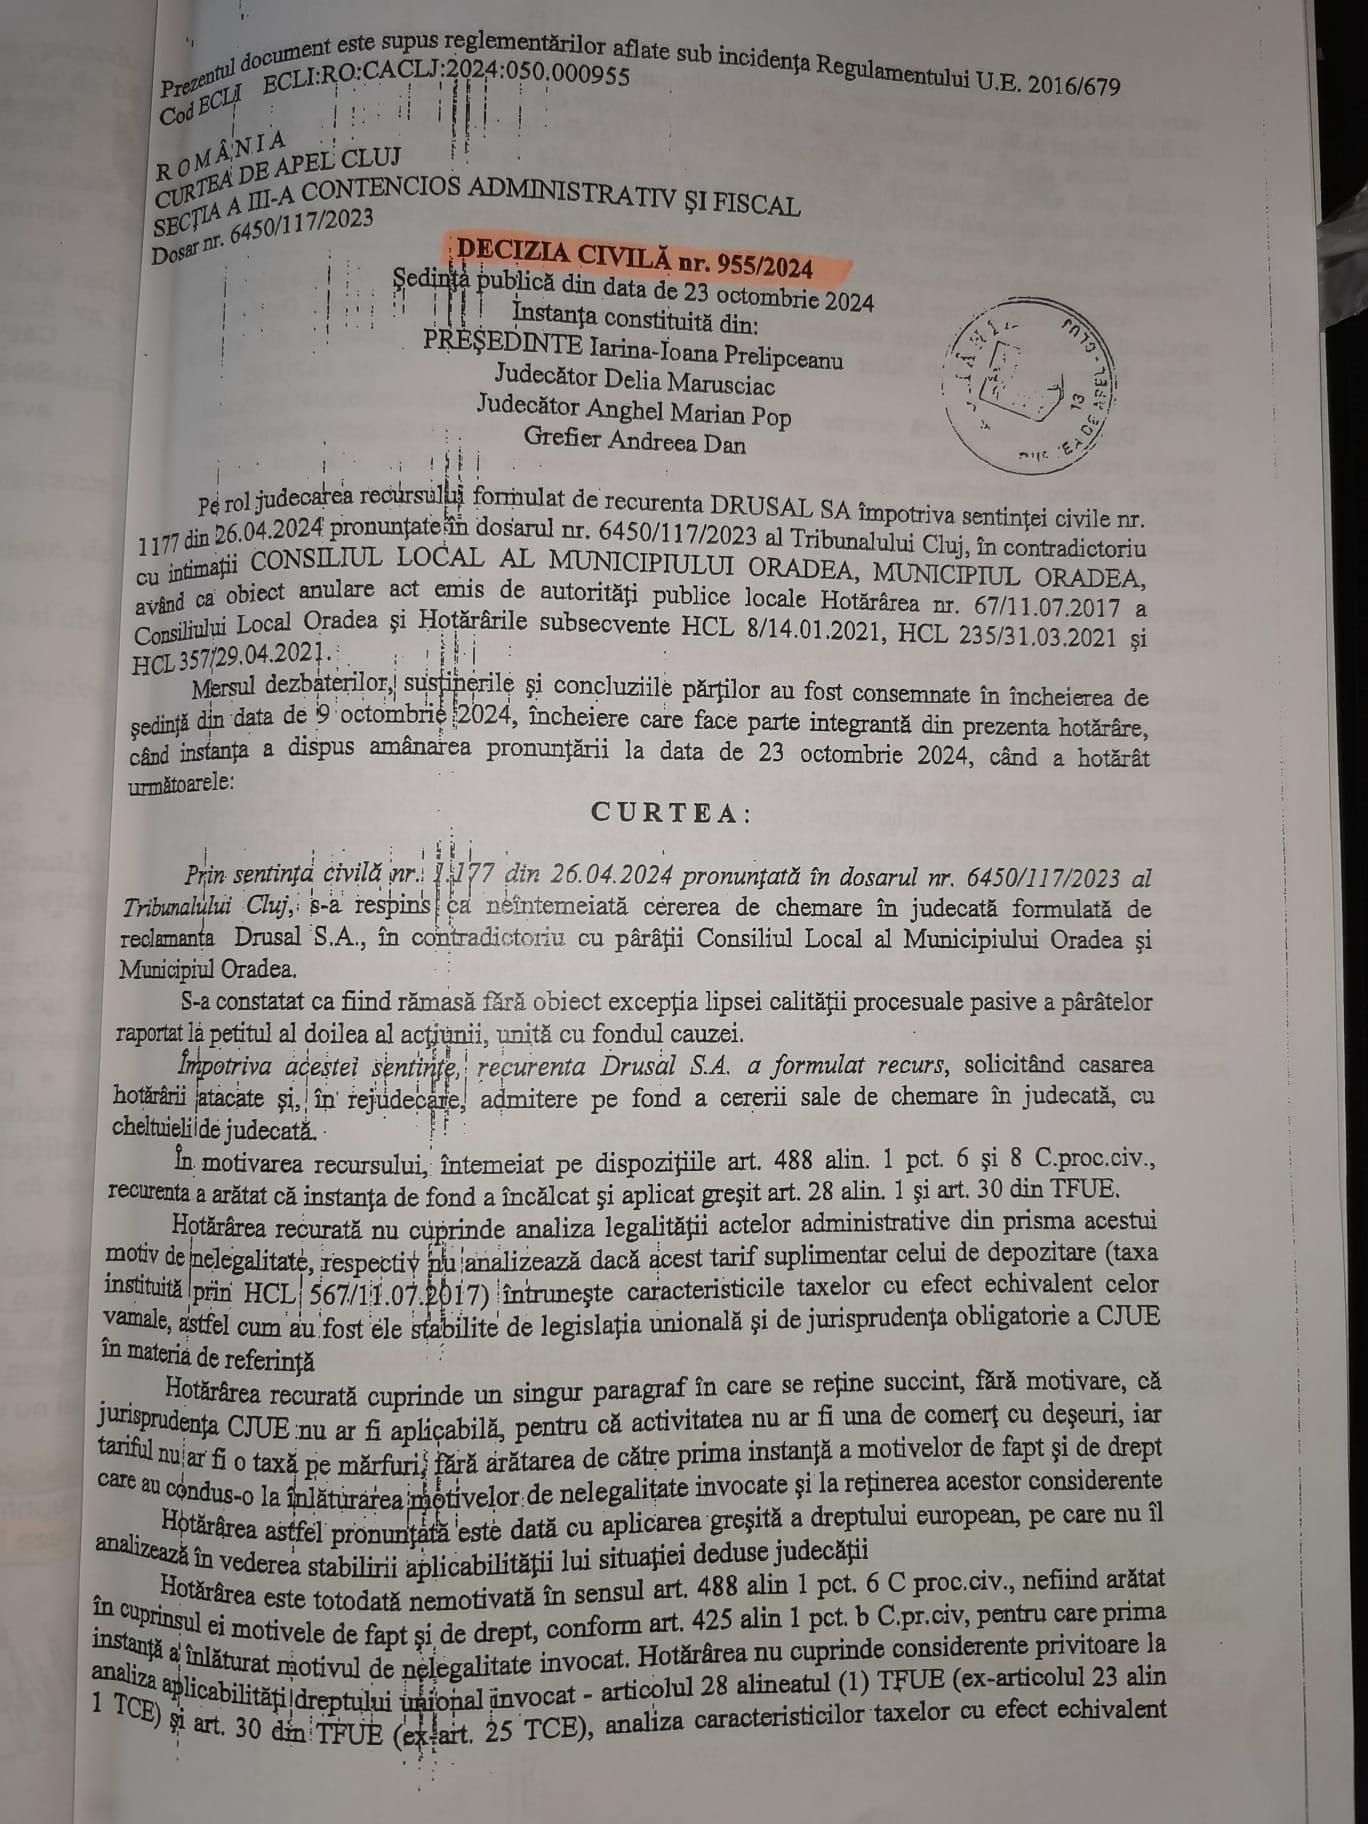 Prezentul document este supus reglementărilor aflate sub incidenţa Regulamentului U.E. 2016/679
Cod ECLI ECLI:RO:CACLJ:2024:050.000955
ROMÂNIA
CURTEA DE APEL CLUJ
SECŢIA A III-A CONTENCIOS ADMINISTRATIV ŞI FISCAL
Dosar nr. 6450/117/2023
DECIZIA CIVILĂ nr. 955/2024
Şedinţă publică din data de 23 octombrie 2024
Instanţa constituită din:
PREŞEDINTE Iarina-Ioana Prelipceanu
Judecător Delia Marusciac
Judecător Anghel Marian Pop
Grefier Andreea Dan
Pe rol judecarea recursului formulat de recurenta DRUSAL SA împotriva sentinţei civile nr.
1177 din 26.04.2024 pronunţate în dosarul nr. 6450/117/2023 al Tribunalului Cluj, în contradictoriu
cu intimaţii CONSILIUL LOCAL AL MUNICIPIULUI ORADEA, MUNICIPIUL ORADEA,
având ca obiect anulare act emis de autorităţi publice locale Hotărârea nr. 67/11.07.2017 a
Consiliului Local Oradea şi Hotărârile subsecvente HCL 8/14.01.2021, HCL 235/31.03.2021 şi
HCL 357/29.04.2021.
Mersul dezbaterilor, susţinerile şi concluziile părţilor au fost consemnate în încheierea de
şedinţă din data de 9 octombrie 2024, încheiere care face parte integrantă din prezenta hotărâre,
când instanţa a dispus amânarea pronunţării la data de 23 octombrie 2024, când a hotărât
următoarele:
CURTEA:
Prin sentinţa civilă nr. 1.177 din 26.04.2024 pronunţată în dosarul nr. 6450/117/2023 al
Tribunalului Cluj, s-a respins ca neîntemeiată cererea de chemare în judecată formulată de
reclamanta Drusal S.A., în contradictoriu cu pârâţii Consiliul Local al Municipiului Oradea şi
Municipiul Oradea.
S-a constatat ca fiind rămasă fără obiect excepţia lipsei calităţii procesuale pasive a pârâtelor
raportat la petitul al doilea al acţiunii, unită cu fondul cauzei.
Împotriva acestei sentinţe, recurenta Drusal S.A. a formulat recurs, solicitând casarea
hotărârii atacate şi, în rejudecare, admitere pe fond a cererii sale de chemare în judecată, cu
cheltuieli de judecată.
În motivarea recursului, întemeiat pe dispoziţiile art. 488 alin. 1 pct. 6 şi 8 C.proc.civ.,
recurenta a arătat că instanţa de fond a încălcat şi aplicat greşit art. 28 alin. 1 şi art. 30 din TFUE.
Hotărârea recurată nu cuprinde analiza legalităţii actelor administrative din prisma acestui
motiv de nelegalitate, respectiv nu analizează dacă acest tarif suplimentar celui de depozitare (taxa
instituită prin HCL 567/11.07.2017) întruneşte caracteristicile taxelor cu efect echivalent celor
vamale, astfel cum au fost ele stabilite de legislaţia unională şi de jurisprudenţa obligatorie a CJUE
în materia de referinţă
Hotărârea recurată cuprinde un singur paragraf în care se reţine succint, fără motivare, că
jurisprudenţa CJUE nu ar fi aplicabilă, pentru că activitatea nu ar fi una de comerţ cu deşeuri, iar
tariful nu ar fi o taxă pe mărfuri, fără arătarea de către prima instanţă a motivelor de fapt şi de drept
care au condus-o la înlăturarea motivelor de nelegalitate invocate şi la reţinerea acestor considerente
Hotărârea astfel pronunţată este dată cu aplicarea greşită a dreptului european, pe care nu îl
analizează în vederea stabilirii aplicabilităţii lui situaţiei deduse judecăţii
Hotărârea este totodată nemotivată în sensul art. 488 alin 1 pct. 6 C proc.civ., nefiind arătat
în cuprinsul ei motivele de fapt şi de drept, conform art. 425 alin 1 pct. b C.pr.civ, pentru care prima
instanţă a înlăturat motivul de nelegalitate invocat. Hotărârea nu cuprinde considerente privitoare la
analiza aplicabilităţi dreptului unional invocat - articolul 28 alineatul (1) TFUE (ex-articolul 23 alin
1 TCE) şi art. 30 din TFUE (ex-art. 25 TCE), analiza caracteristicilor taxelor cu efect echivalent